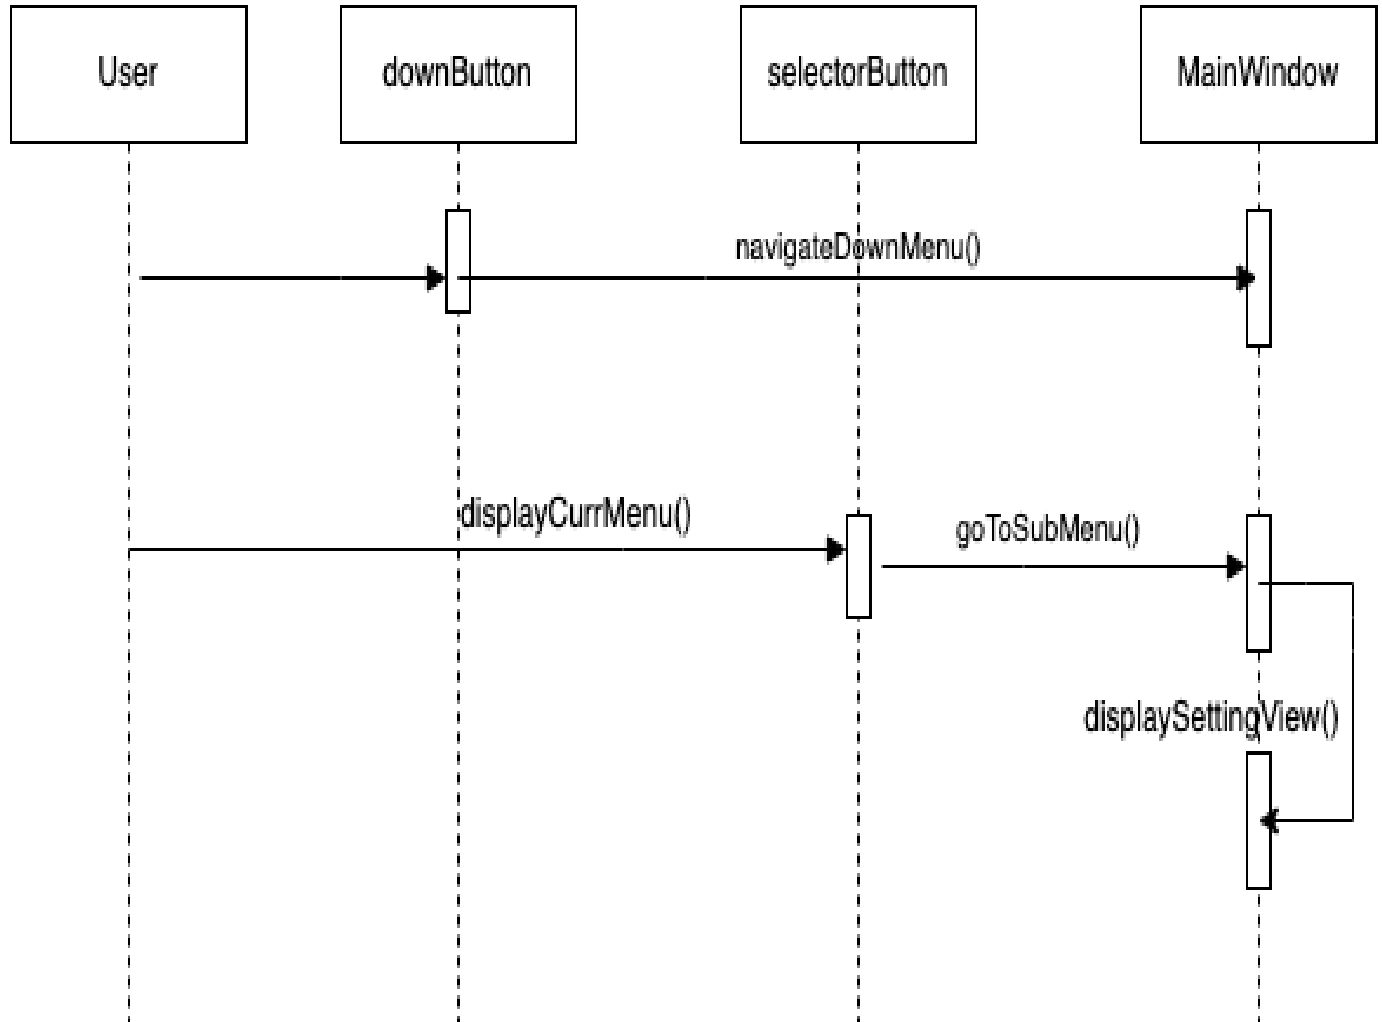 User
downButton
selectorButton
MainWindow
navigateDownMenu()
displayCurrMenu()
goToSubMenu()
displaySettingView()